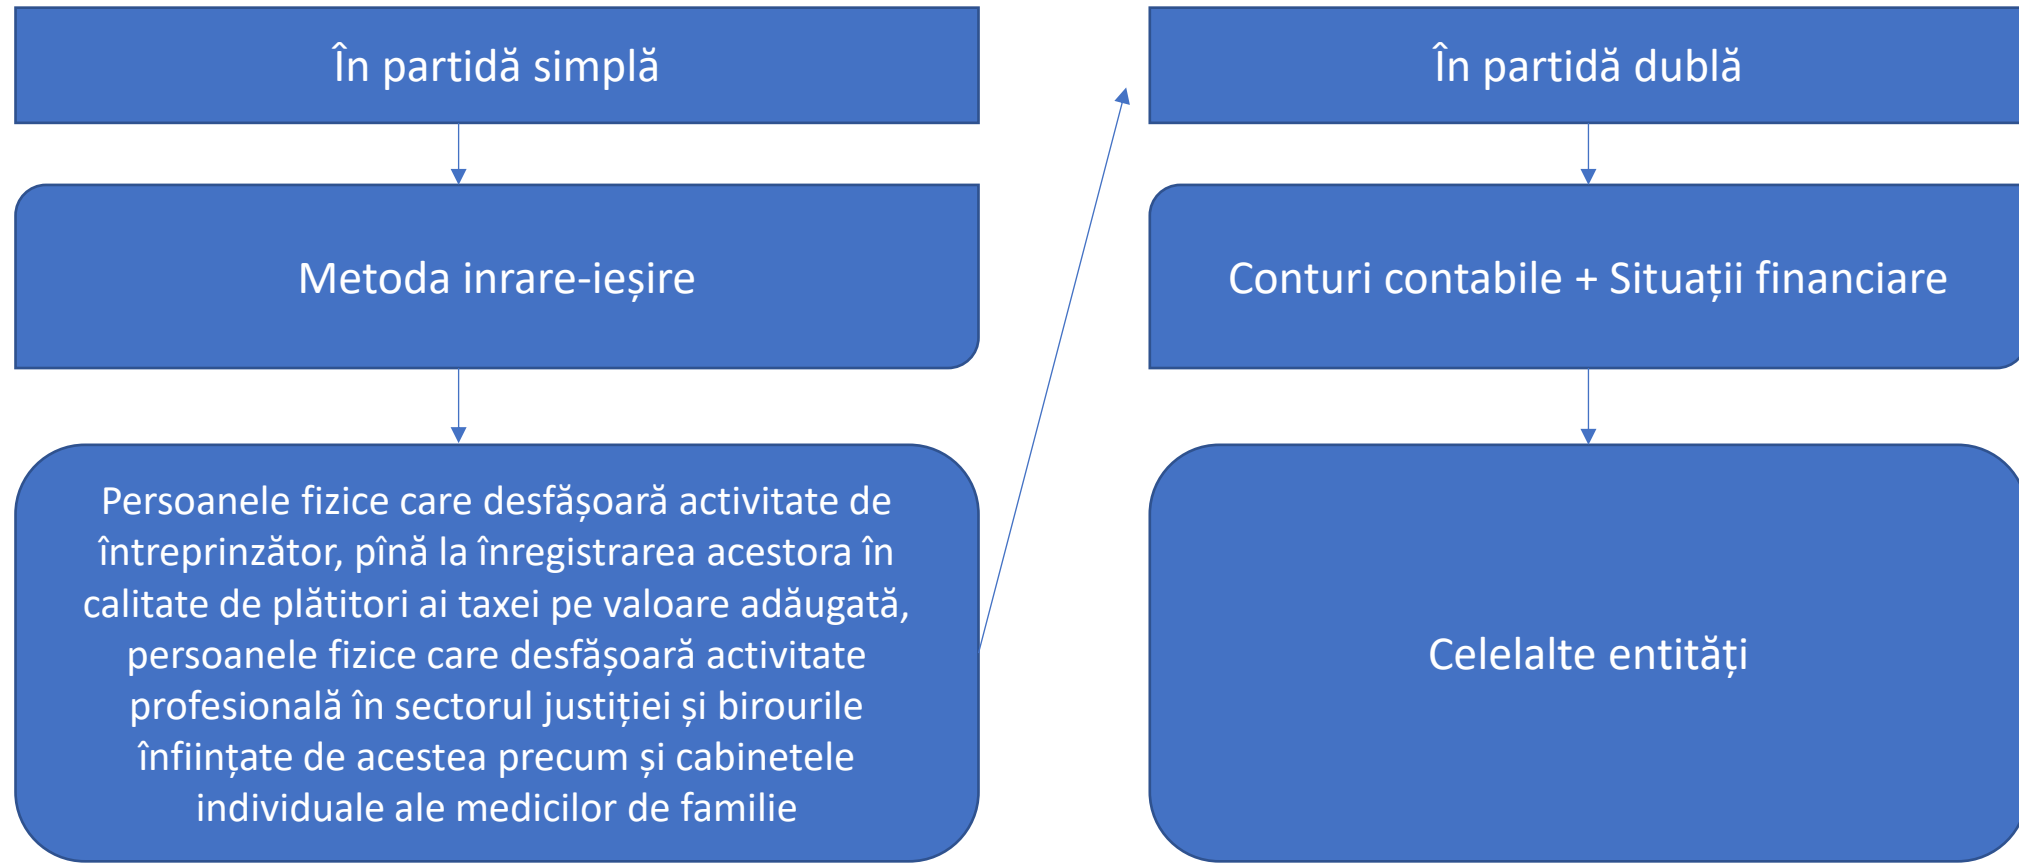 În partidă simplă
Metoda inrare-ieșire
Persoanele fizice care desfășoară activitate de
întreprinzător, pînă la înregistrarea acestora în
calitate de plătitori ai taxei pe valoare adăugată,
persoanele fizice care desfășoară activitate
profesională în sectorul justiției și birourile
înființate de acestea precum și cabinetele
individuale ale medicilor de familie
În partidă dublă
Conturi contabile + Situații financiare
Celelalte entități